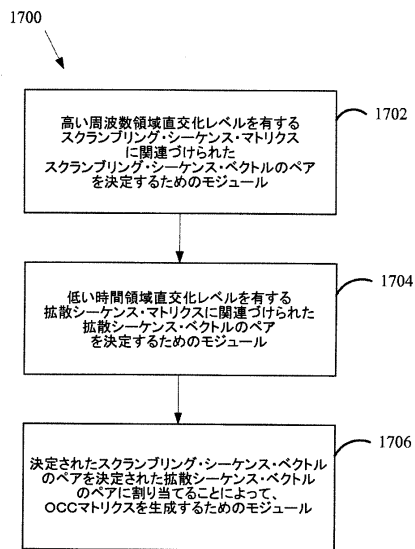 1700
高い周波数領域直交化レベルを有する
スクランブリング・シーケンス・マトリクス
に関連づけられた
スクランブリング・シーケンス・ベクトルのペア
を決定するためのモジュール
1702
低い時間領域直交化レベルを有する
拡散シーケンス・マトリクスに関連づけられた
拡散シーケンス・ベクトルのペア
を決定するためのモジュール
1704
決定されたスクランブリング・シーケンス・ベクトル
のペアを決定された拡散シーケンス・ベクトル
のペアに割り当てることによって、
OCCマトリクスを生成するためのモジュール
1706